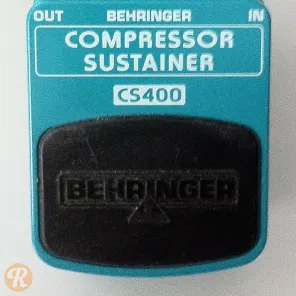 OUT BEHRINGER IN
COMPRESSOR
SUSTAINER
CS400
BEHRINGER
R